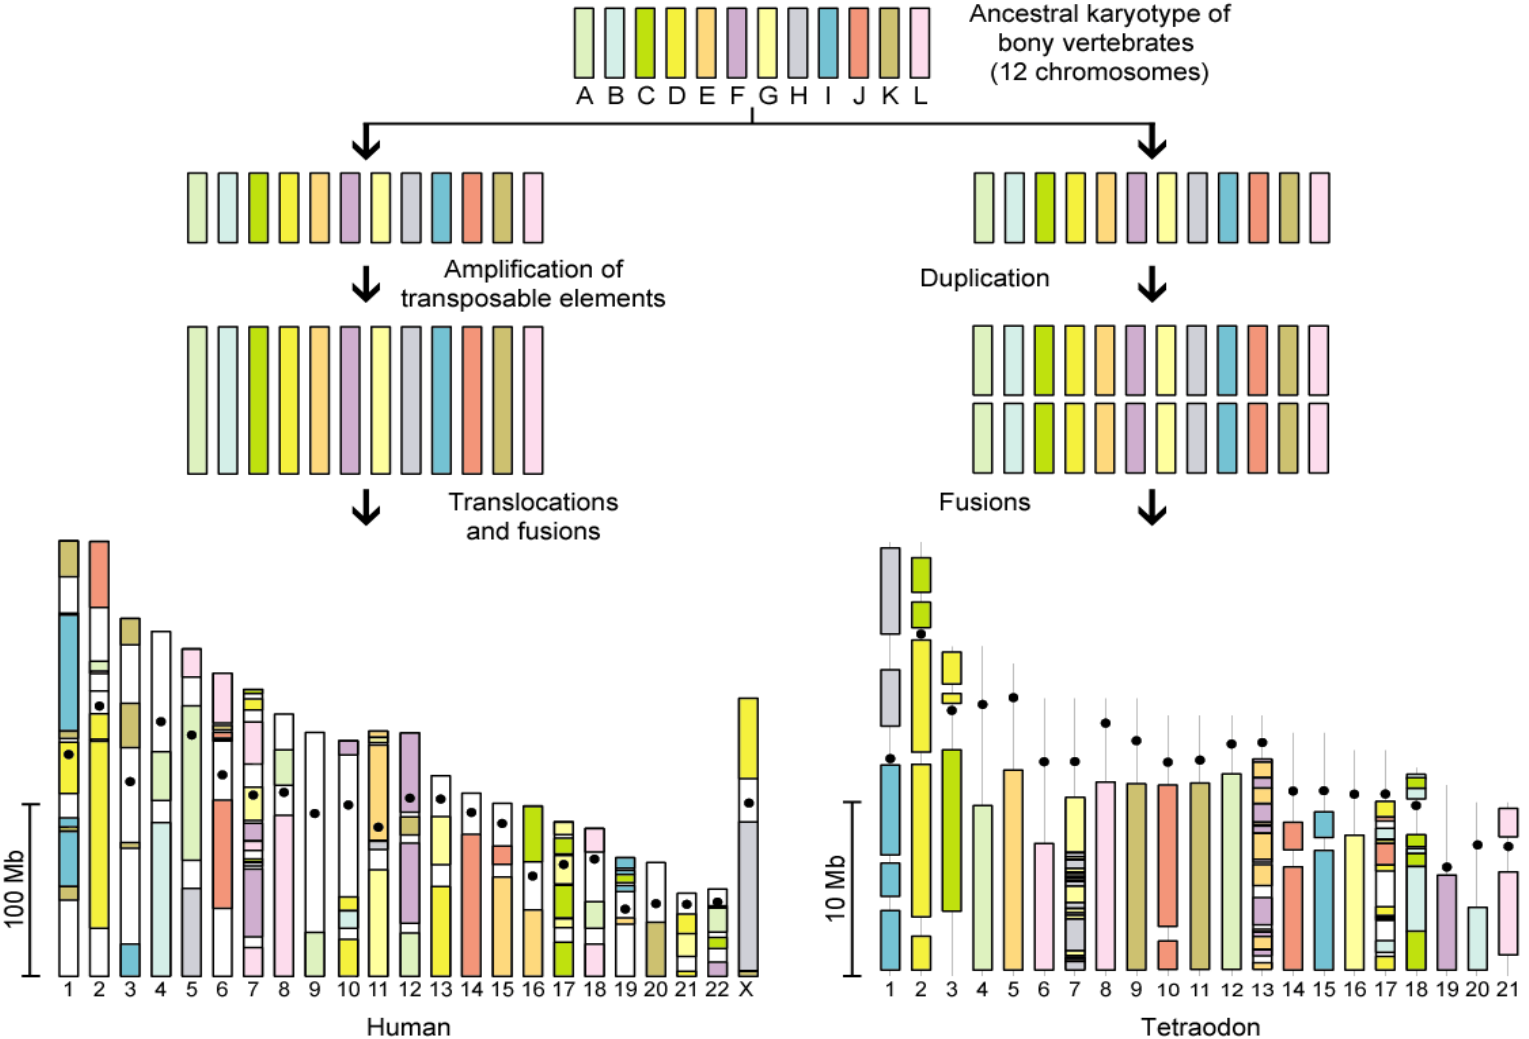 Ancestral karyotype of
bony vertebrates
(12 chromosomes)
A B C D E F G H I J K L
Amplification of
transposable elements
Duplication
Translocations
and fusions
Fusions
100 Mb
10 Mb
1 2 3 4 5 6 7 8 9 10 11 12 13 14 15 16 17 18 19 20 21 22 X
1 2 3 4 5 6 7 8 9 10 11 12 13 14 15 16 17 18 19 20 21
Human
Tetraodon